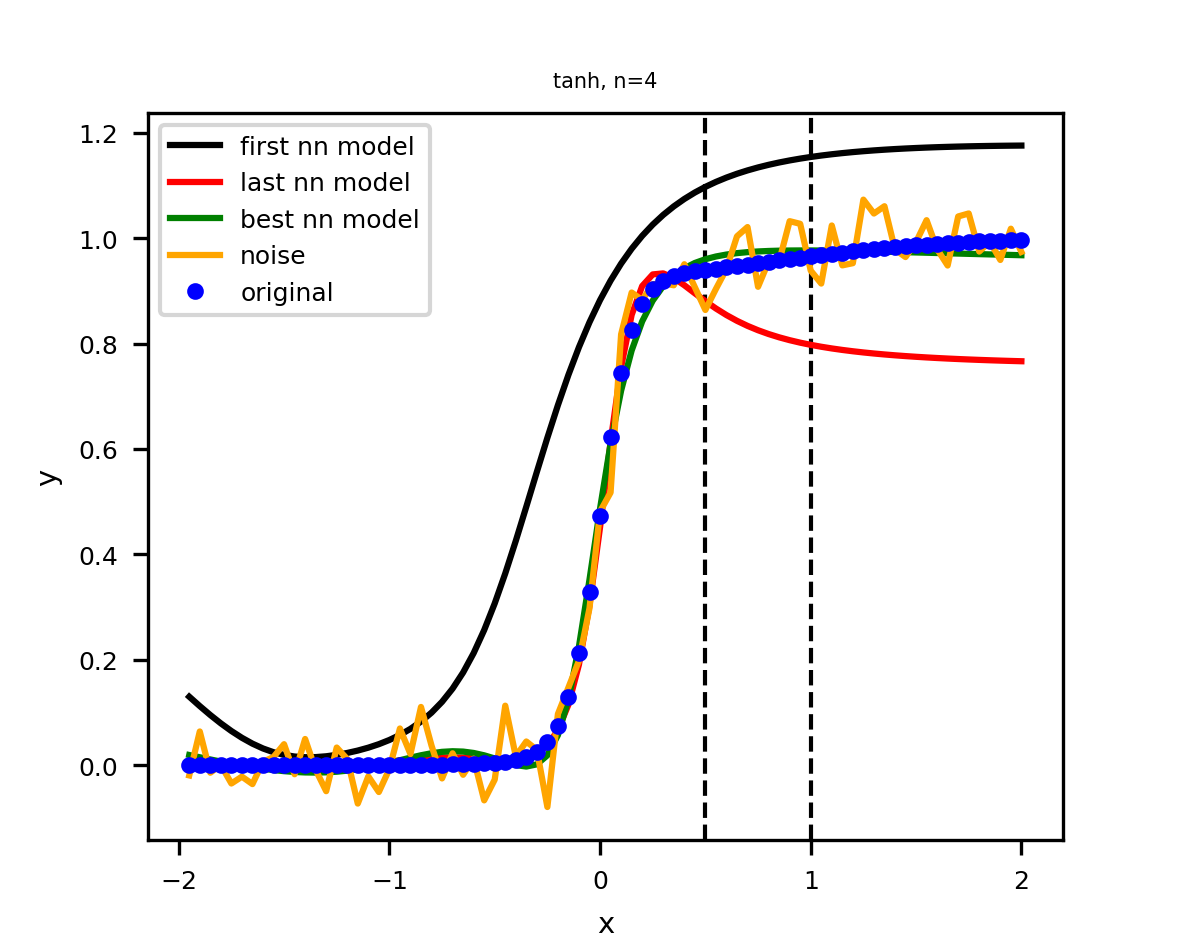 tanh, n=4
first nn model
last nn model
best nn model
noise
original
1.2
1.0
0.8
0.6
0.4
0.2
0.0
y
−2
−1
0
1
2
x